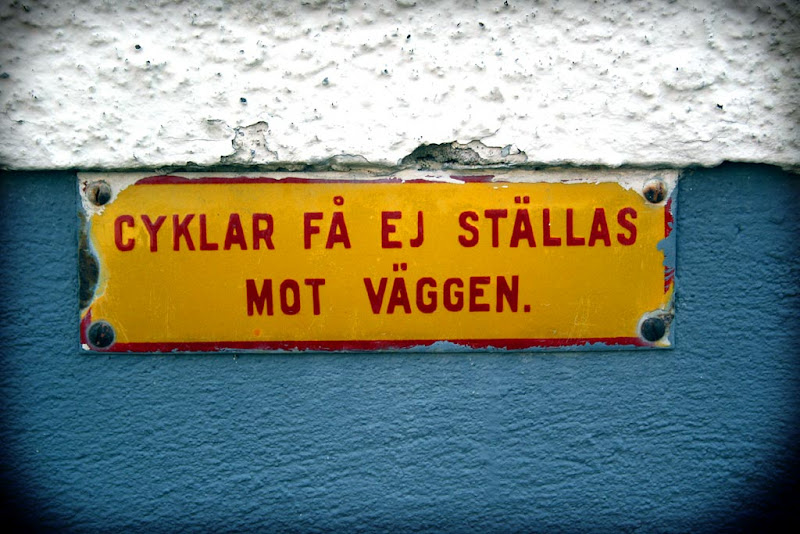 CYKLAR FÅ EJ STÄLLAS
MOT VÄGGEN.